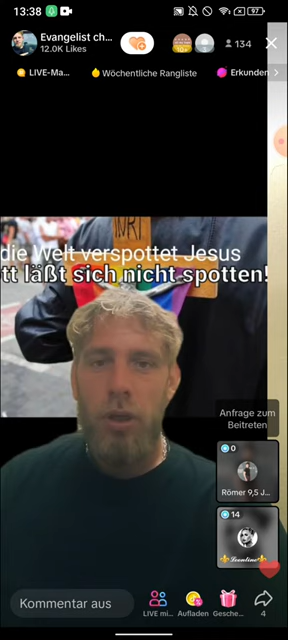 13:38
97
Evangelist ch...
12.0K Likes
134
LIVE-Ma...
Wöchentliche Rangliste
Erkunden
INRI
die Welt verspottet Jesus
tt läßt sich nicht spotten!
Anfrage zum
Beitreten
0
Römer 9,5 J...
14
Leontine
Kommentar aus
LIVE mi...
Aufladen
Gesche...
4